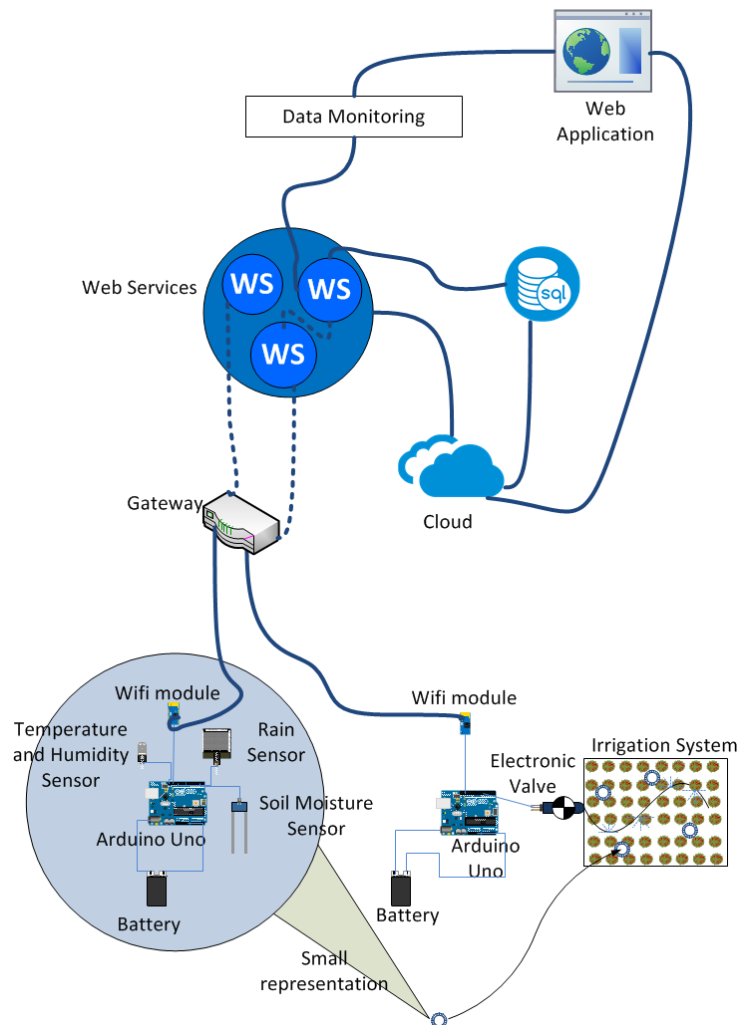 Web
Application
Data Monitoring
Web Services
WS
WS
WS
sql
Gateway
Cloud
Wifi module
Temperature
and Humidity
Sensor
Rain
Sensor
Soil Moisture
Sensor
Arduino Uno
Battery
Wifi module
Electronic
Valve
Irrigation System
Arduino
Uno
Battery
Small
representation